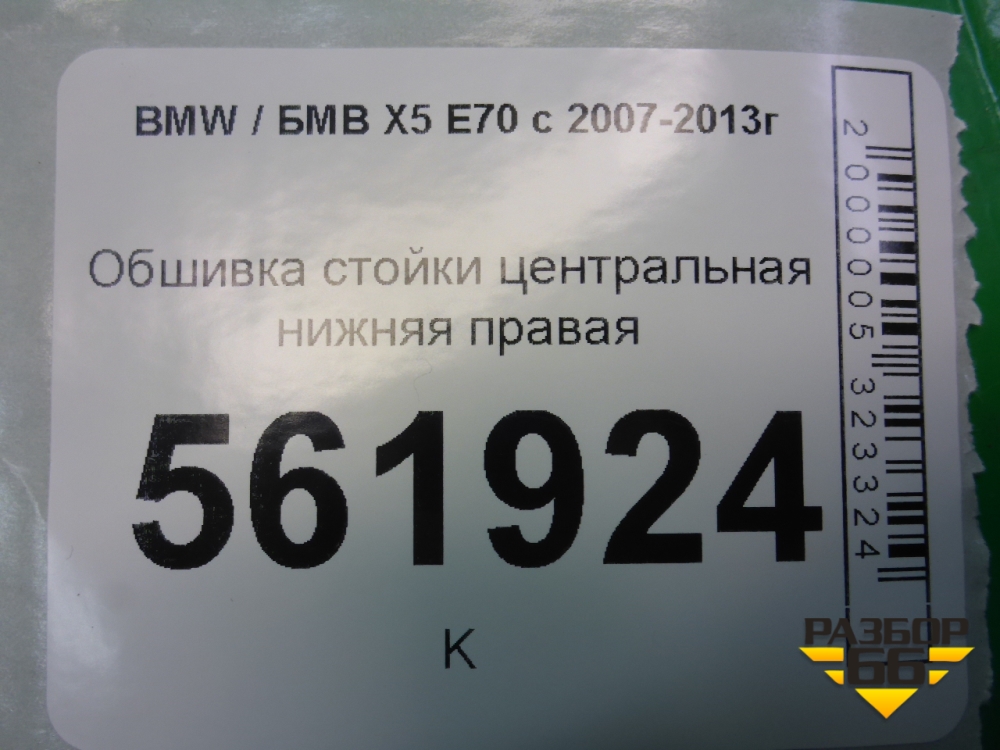 BMW / БМВ X5 E70 с 2007-2013г
Обшивка стойки центральная
нижняя правая
561924
К
2000005323324
РАЗБОР
66